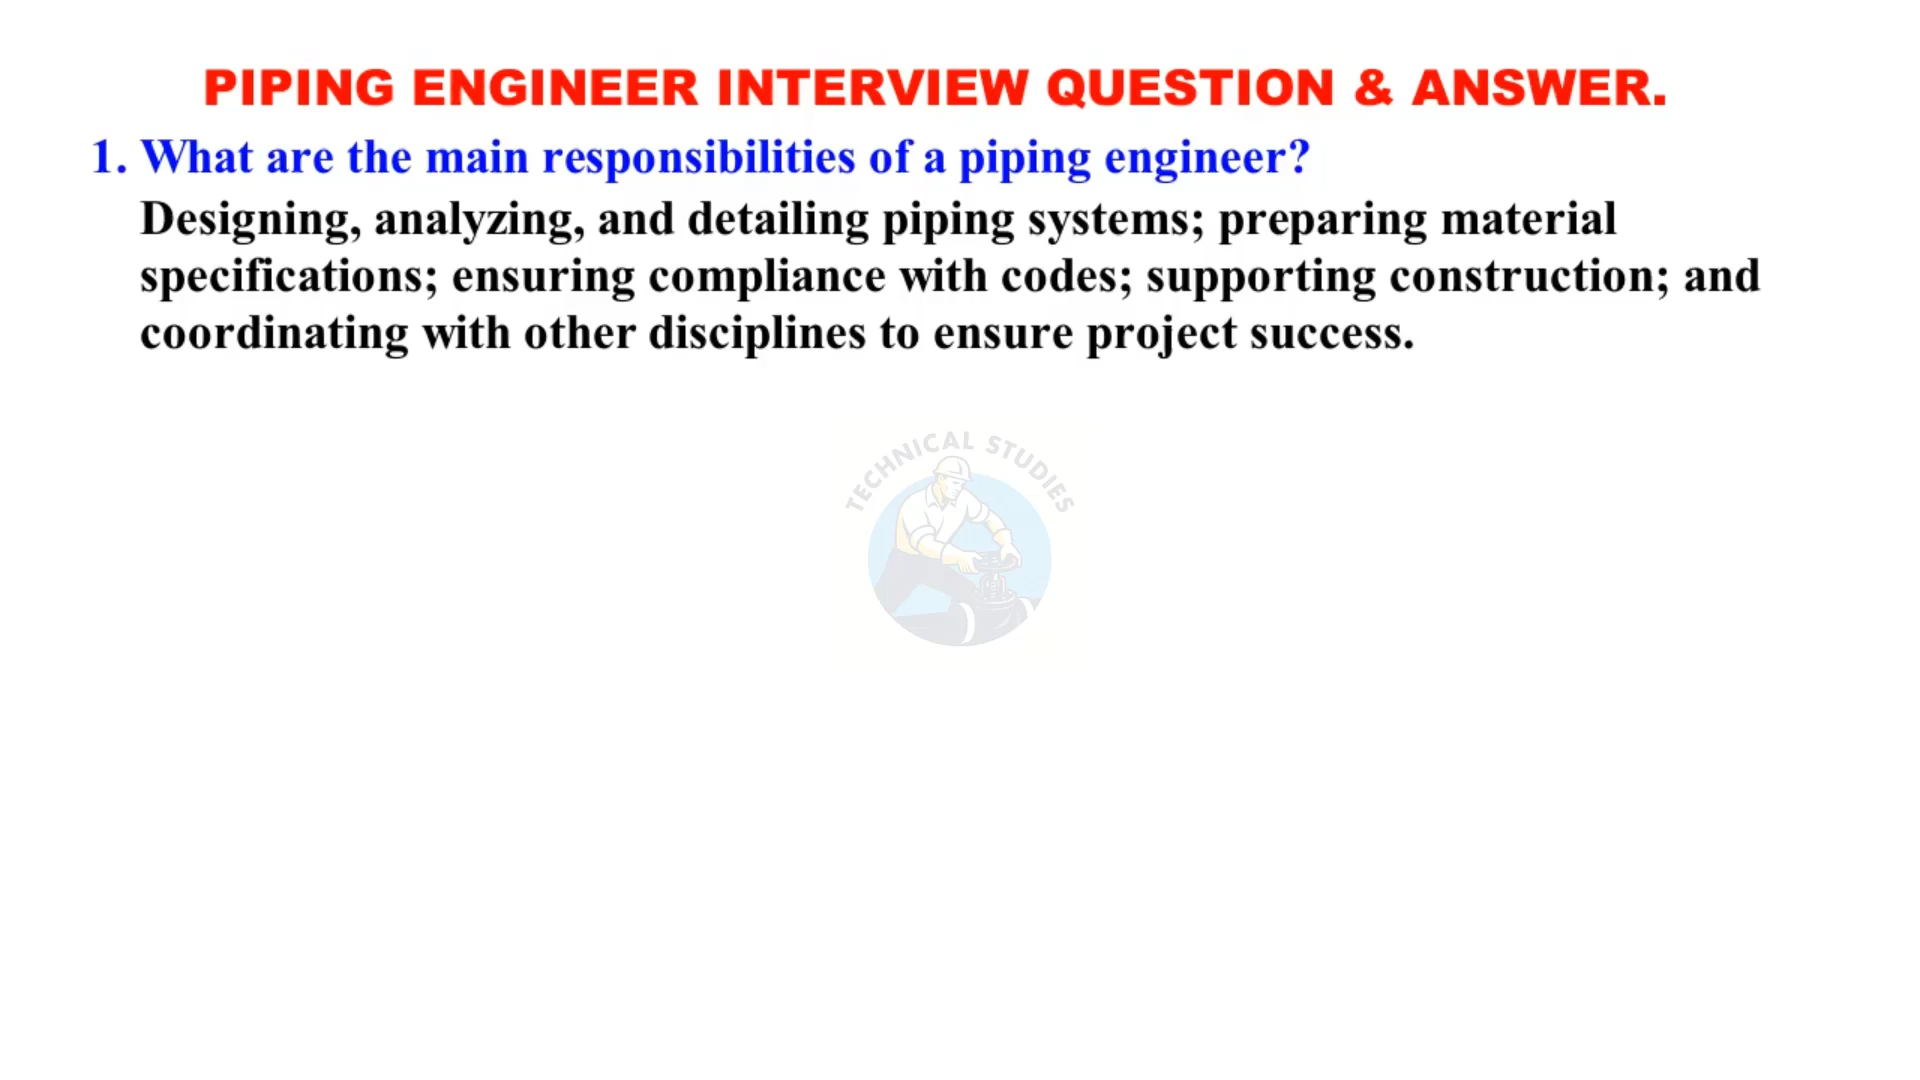 PIPING ENGINEER INTERVIEW QUESTION & ANSWER.
1. What are the main responsibilities of a piping engineer?
Designing, analyzing, and detailing piping systems; preparing material
specifications; ensuring compliance with codes; supporting construction; and
coordinating with other disciplines to ensure project success.
TECHNICAL STUDIES